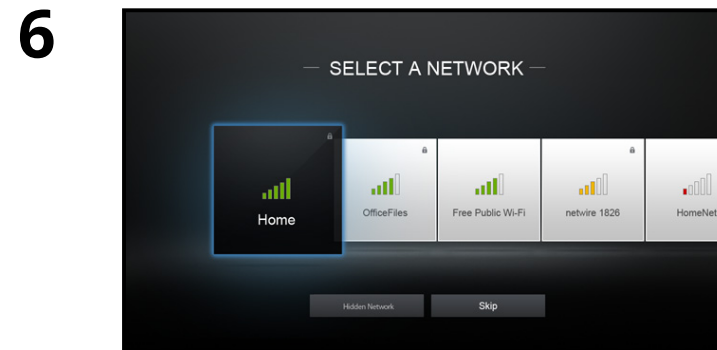 6
— SELECT A NETWORK —
Home
OfficeFiles
Free Public Wi-Fi
netwire 1826
HomeNet
Hidden Network
Skip